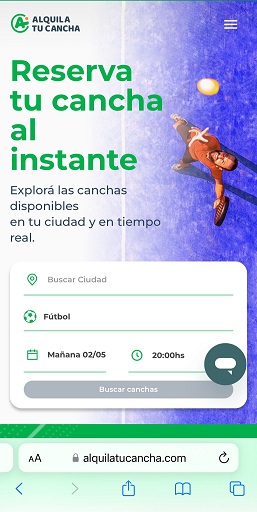 ALQUILA
TU CANCHA
Reserva
tu cancha
al
instante
Explorá las canchas
disponibles
en tu ciudad y en tiempo
real.
Buscar Ciudad
Fútbol
Mañana 02/05
20:00hs
Buscar canchas
AA
alquilatucancha.com